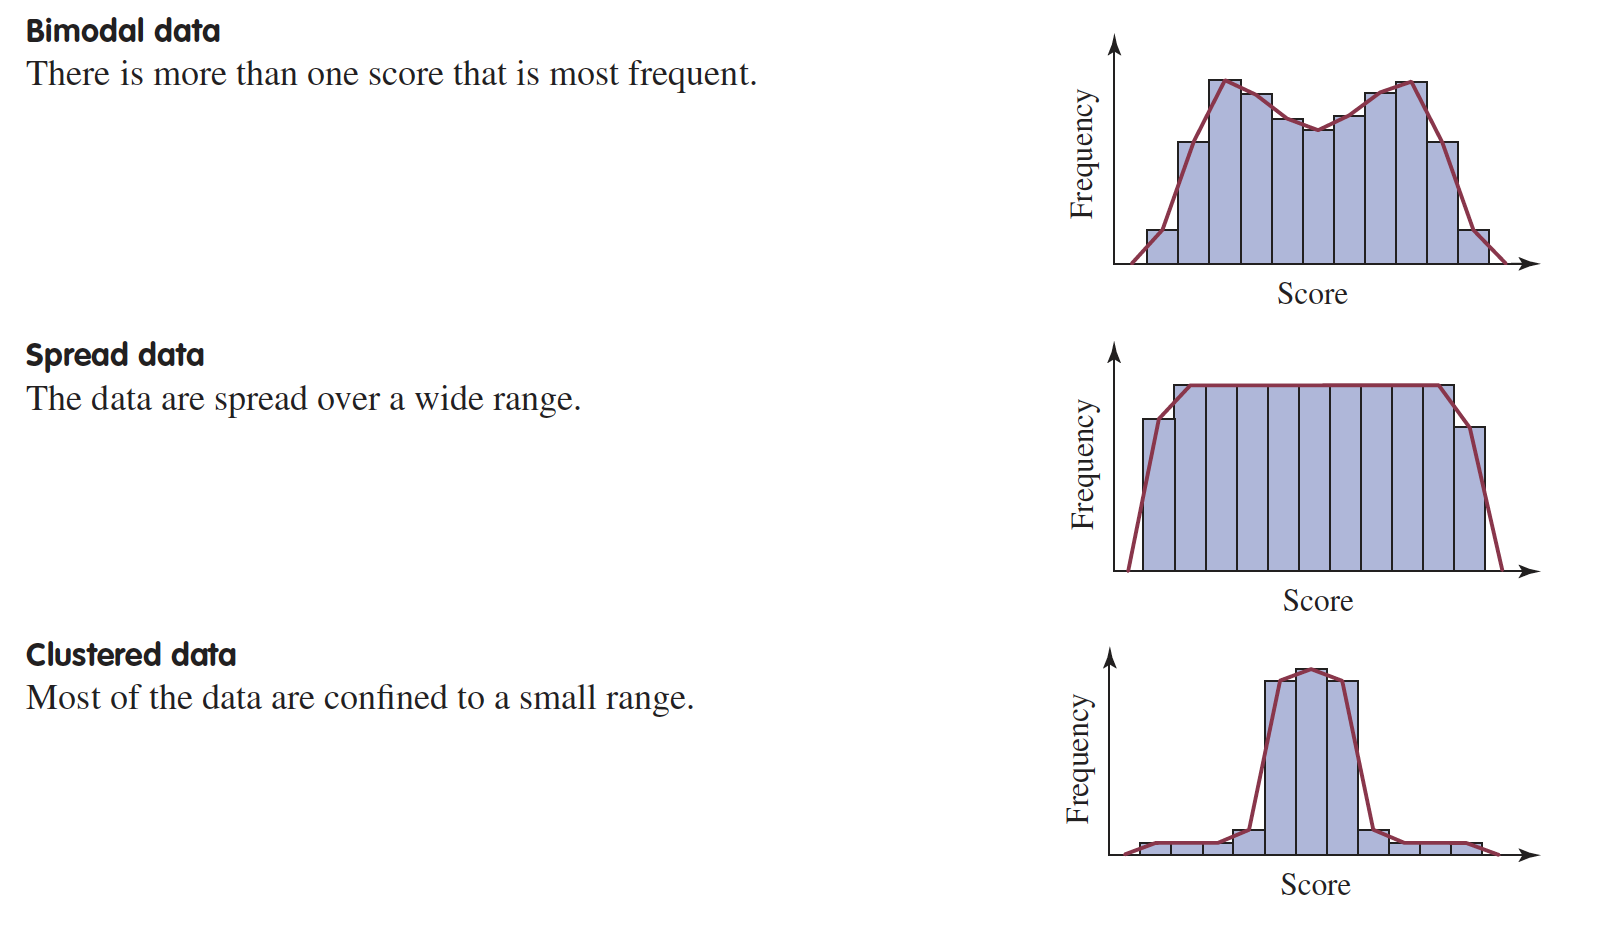 Bimodal data
There is more than one score that is most frequent.
Frequency
Score
Spread data
The data are spread over a wide range.
Frequency
Score
Clustered data
Most of the data are confined to a small range.
Frequency
Score